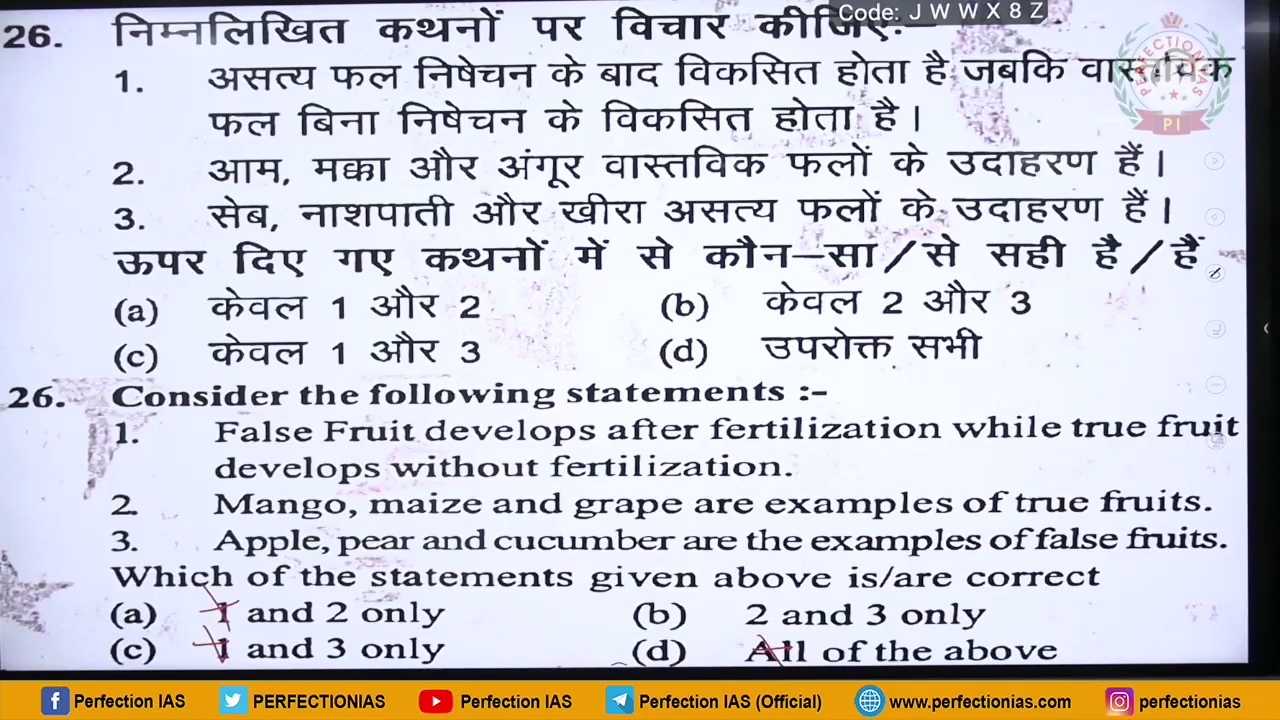 Code: J W W X 8 Z
26. निम्नलिखित कथनों पर विचार कीजिएः–
1. असत्य फल निषेचन के बाद विकसित होता है जबकि वास्तविक
फल बिना निषेचन के विकसित होता है।
2. आम, मक्का और अंगूर वास्तविक फलों के उदाहरण हैं।
3. सेब, नाशपाती और खीरा असत्य फलों के उदाहरण हैं।
ऊपर दिए गए कथनों में से कौन–सा/से सही है/हैं
(a) केवल 1 और 2 (b) केवल 2 और 3
(c) केवल 1 और 3 (d) उपरोक्त सभी
26. Consider the following statements :-
1. False Fruit develops after fertilization while true fruit
develops without fertilization.
2. Mango, maize and grape are examples of true fruits.
3. Apple, pear and cucumber are the examples of false fruits.
Which of the statements given above is/are correct
(a) 1 and 2 only (b) 2 and 3 only
(c) 1 and 3 only (d) All of the above
PERFECTION IAS
PI
Perfection IAS PERFECTIONIAS Perfection IAS Perfection IAS (Official) www.perfectionias.com perfectionias